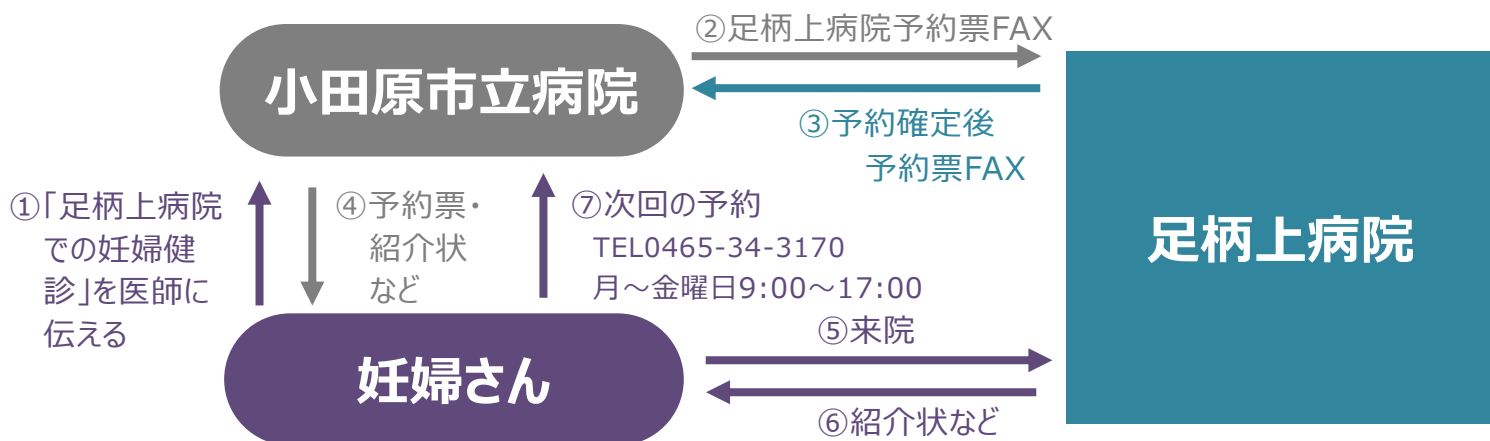 ②足柄上病院予約票FAX
小田原市立病院
③予約確定後
予約票FAX
①「足柄上病院
での妊婦健
診」を医師に
伝える
④予約票・
紹介状
など
⑦次回の予約
TEL0465-34-3170
月～金曜日9:00～17:00
足柄上病院
⑤来院
妊婦さん
⑥紹介状など